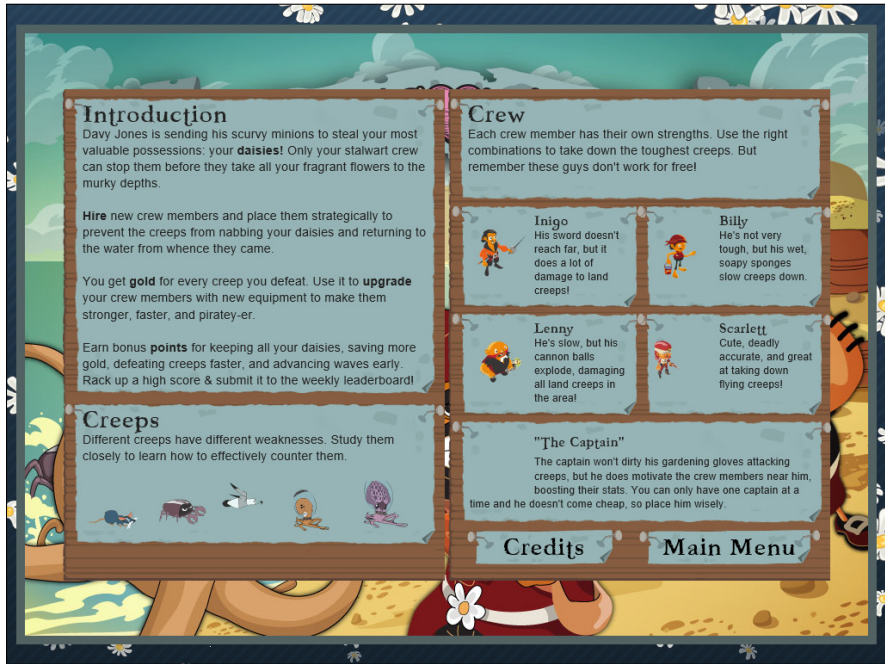 Introduction
Davy Jones is sending his scurvy minions to steal your most
valuable possessions: your daisies! Only your stalwart crew
can stop them before they take all your fragrant flowers to the
murky depths.
Hire new crew members and place them strategically to
prevent the creeps from nabbing your daisies and returning to
the water from whence they came.
You get gold for every creep you defeat. Use it to upgrade
your crew members with new equipment to make them
stronger, faster, and piratey-er.
Earn bonus points for keeping all your daisies, saving more
gold, defeating creeps faster, and advancing waves early.
Rack up a high score & submit it to the weekly leaderboard!
Creeps
Different creeps have different weaknesses. Study them
closely to learn how to effectively counter them.
Crew
Each crew member has their own strengths. Use the right
combinations to take down the toughest creeps. But
remember these guys don't work for free!
Inigo
His sword doesn't
reach far, but it
does a lot of
damage to land
creeps!
Billy
He's not very
tough, but his wet,
soapy sponges
slow creeps down.
Lenny
He's slow, but his
cannon balls
explode, damaging
all land creeps in
the area!
Scarlett
Cute, deadly
accurate, and great
at taking down
flying creeps!
"The Captain"
The captain won't dirty his gardening gloves attacking
creeps, but he does motivate the crew members near him,
boosting their stats. You can only have one captain at a
time and he doesn't come cheap, so place him wisely.
Credits
Main Menu